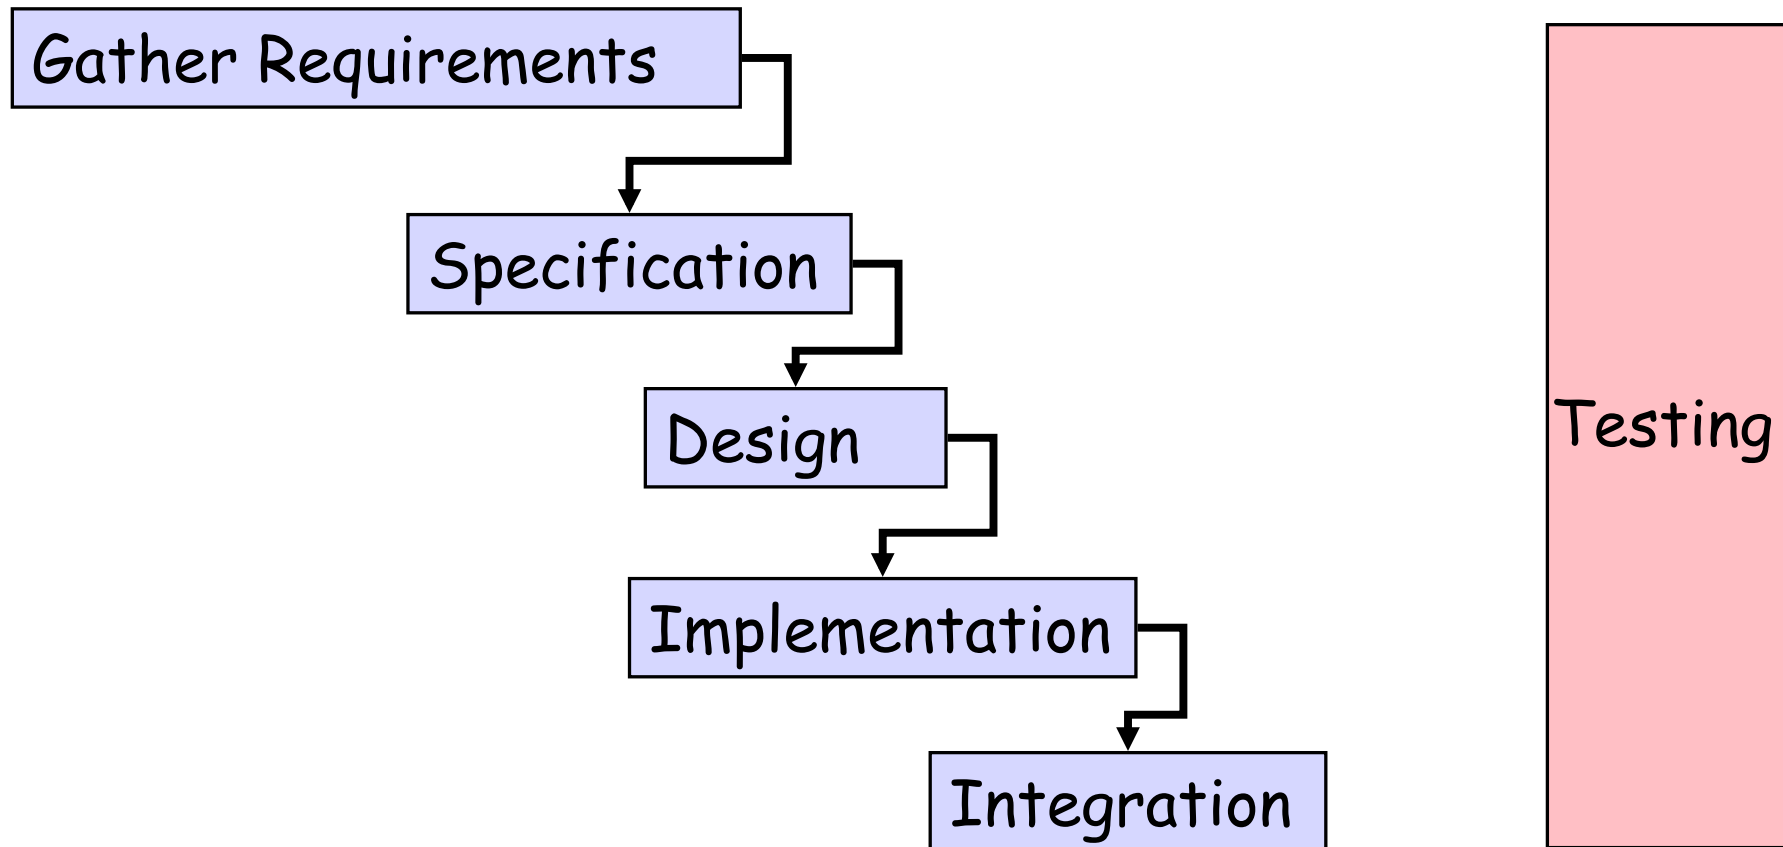 Gather Requirements
Specification
Design
Testing
Implementation
Integration